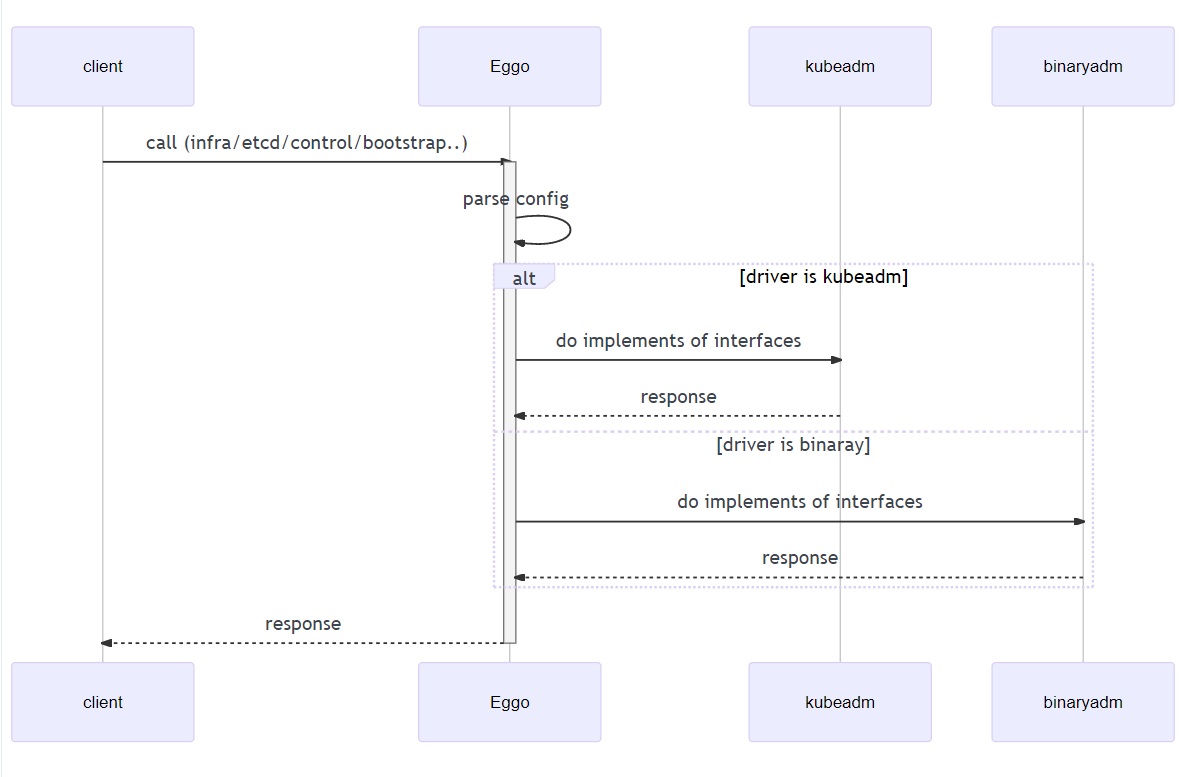 client
Eggo
kubeadm
binaryadm
call (infra/etcd/control/bootstrap..)
parse config
alt
[driver is kubeadm]
do implements of interfaces
response
[driver is binaray]
do implements of interfaces
response
response
client
Eggo
kubeadm
binaryadm